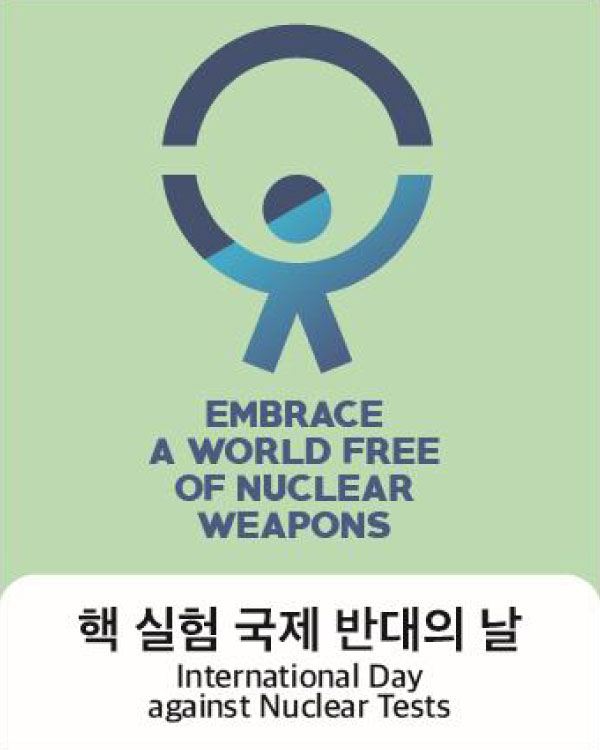 EMBRACE
A WORLD FREE
OF NUCLEAR
WEAPONS
핵 실험 국제 반대의 날
International Day
against Nuclear Tests